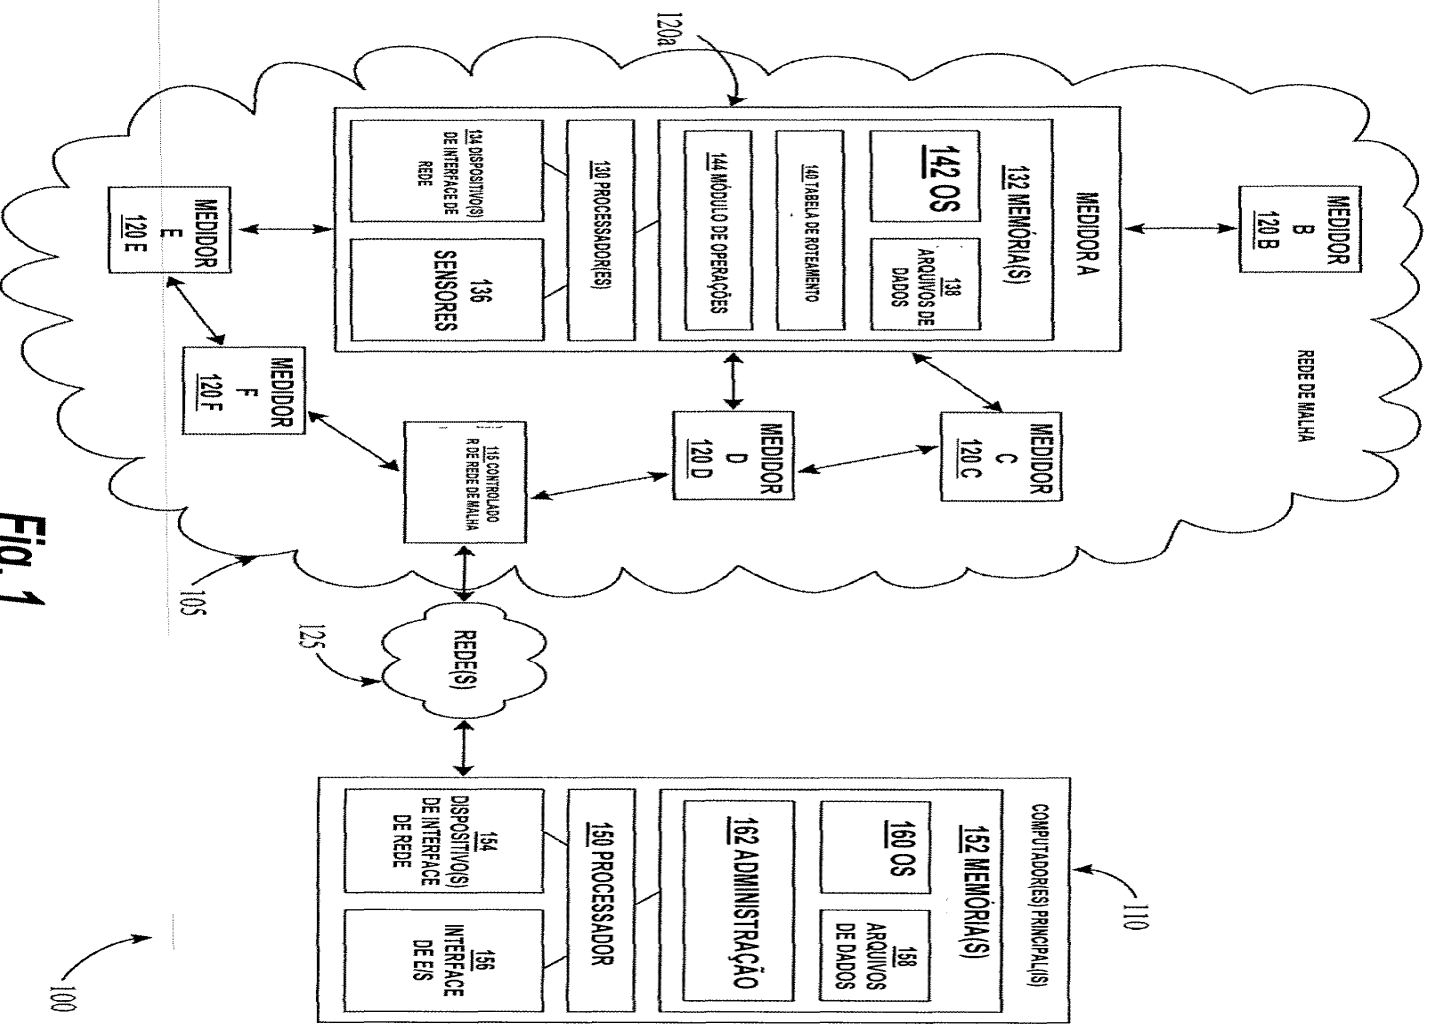 120a
MEDIDOR
B
120 B
MEDIDOR A
132 MEMÓRIA(S)
142 OS
138
ARQUIVOS DE
DADOS
140 TABELA DE ROTEAMENTO
144 MÓDULO DE OPERAÇÕES
130 PROCESSADOR(ES)
134 DISPOSITIVO(S)
DE INTERFACE DE
REDE
136
SENSORES
MEDIDOR
E
120 E
REDE DE MALHA
MEDIDOR
C
120 C
MEDIDOR
D
120 D
MEDIDOR
F
120 F
115 CONTROLADO
R DE REDE DE MALHA
105
REDE(S)
125
110
COMPUTADOR(ES) PRINCIPAL(IS)
152 MEMÓRIA(S)
160 OS
158
ARQUIVOS
DE DADOS
162 ADMINISTRAÇÃO
150 PROCESSADOR
154
DISPOSITIVO(S)
DE INTERFACE
DE REDE
156
INTERFACE
DE E/S
100
Fig. 1